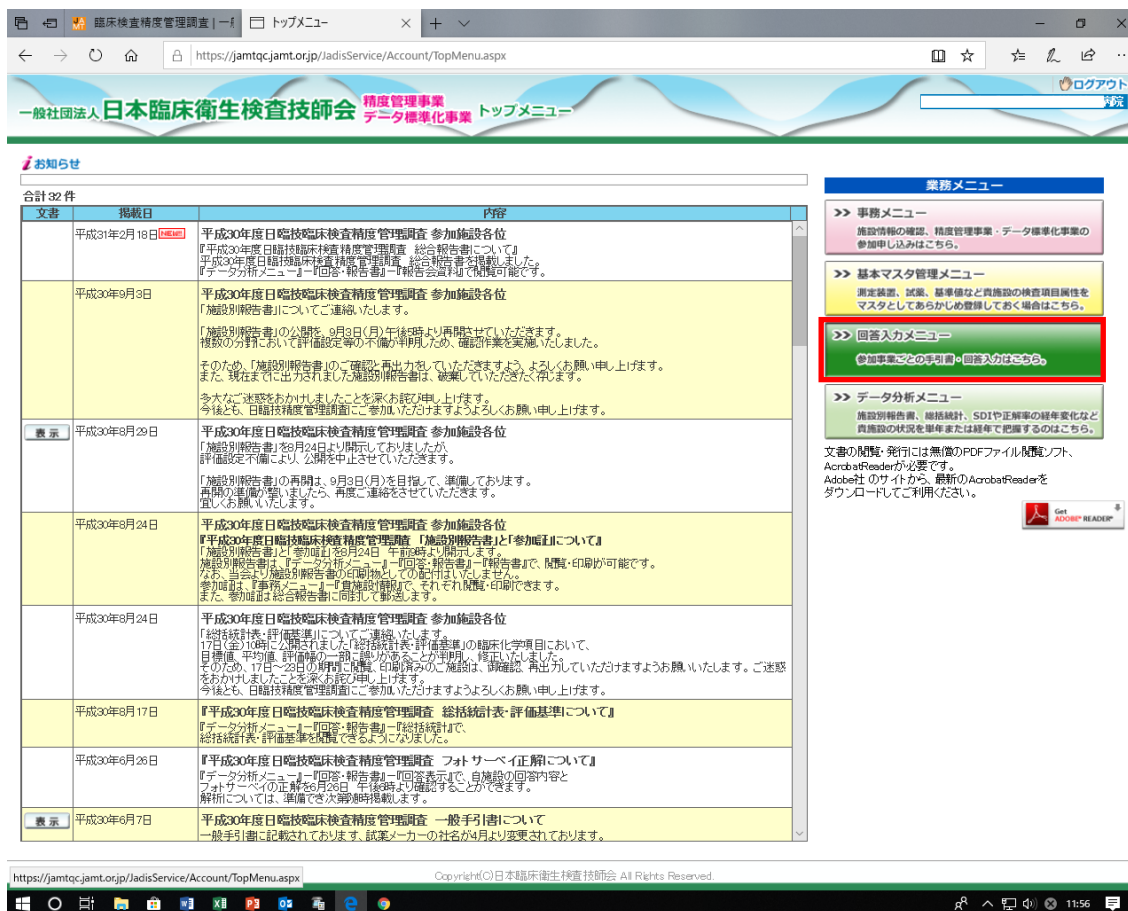 臨床検査精度管理調査 | 一般
トップメニュー
https://jamtqc.jamt.or.jp/JadisService/Account/TopMenu.aspx
ログアウト
一般社団法人 日本臨床衛生検査技師会 精度管理事業 データ標準化事業 トップメニュー
病院
お知らせ
合計32件
文書 掲載日 内容
平成31年2月18日 NEW!! 平成30年度日臨技臨床検査精度管理調査 参加施設各位
『平成30年度日臨技臨床検査精度管理調査 総合報告書について』
平成30年度日臨技臨床検査精度管理調査 総合報告書を掲載しました。
『データ分析メニュー』-『回答・報告書』-『報告会資料』で閲覧可能です。
平成30年9月3日 平成30年度日臨技臨床検査精度管理調査 参加施設各位
「施設別報告書」についてご連絡いたします。
「施設別報告書」の公開を、9月3日(月)午後5時より再開させていただきます。
複数の分野において評価設定等の不備が判明したため、確認作業を実施いたしました。
そのため、「施設別報告書」のご確認と再出力をしていただきますよう、よろしくお願い申し上げます。
また、現在までに出力されました施設別報告書は、破棄していただきたく存じます。
多大なご迷惑をおかけしましたことを深くお詫び申し上げます。
今後とも、日臨技精度管理調査にご参加いただけますようよろしくお願い申し上げます。
表示 平成30年8月29日 平成30年度日臨技臨床検査精度管理調査 参加施設各位
「施設別報告書」を8月24日より開示しておりましたが、
評価設定不備により、公開を中止させていただきます。
「施設別報告書」の再開は、9月3日(月)を目指して、準備しております。
再開の準備が整いましたら、再度ご連絡をさせていただきます。
宜しくお願いいたします。
平成30年8月24日 平成30年度日臨技臨床検査精度管理調査 参加施設各位
『平成30年度日臨技臨床検査精度管理調査 「施設別報告書」と「参加証」について』
「施設別報告書」と「参加証」を8月24日 午前9時より開示します。
施設別報告書は、『データ分析メニュー』-『回答・報告書』-『報告書』で、閲覧・印刷が可能です。
なお、当会より施設別報告書の印刷物としての配付はいたしません。
参加証は、『事務メニュー』-『自施設情報』で、それぞれ閲覧・印刷できます。
また、参加証は総合報告書に同封して郵送します。
平成30年8月24日 平成30年度日臨技臨床検査精度管理調査 参加施設各位
「総括統計表・評価基準」についてご連絡いたします。
17日(金)10時に公開されました「総括統計表・評価基準」の臨床化学項目において、
目標値、平均値、評価幅の一部に誤りがあることが判明し、修正いたしました。
そのため、17日~23日の期間に閲覧、印刷済みのご施設は、御確認、再出力していただけますようお願いいたします。ご迷惑
をおかけしましたことを深くお詫び申し上げます。
今後とも、日臨技精度管理調査にご参加いただけますようよろしくお願い申し上げます。
平成30年8月17日 『平成30年度日臨技臨床検査精度管理調査 総括統計表・評価基準について』
『データ分析メニュー』-『回答・報告書』-『総括統計』で、
総括統計表・評価基準を閲覧できるようになりました。
平成30年6月26日 『平成30年度日臨技臨床検査精度管理調査 フォトサーベイ正解について』
『データ分析メニュー』-『回答・報告書』-『回答表示』で、自施設の回答内容と
フォトサーベイの正解を6月26日 午後6時より確認することができます。
解析については、準備でき次第随時掲載します。
表示 平成30年6月7日 平成30年度日臨技臨床検査精度管理調査 一般手引書について
一般手引書に記載されております、試薬メーカーの社名が4月より変更されております。
業務メニュー
>> 事務メニュー
施設情報の確認、精度管理事業・データ標準化事業の
参加申し込みはこちら。
>> 基本マスタ管理メニュー
測定装置、試薬、基準値など貴施設の検査項目属性を
マスタとしてあらかじめ登録しておく場合はこちら。
>> 回答入力メニュー
参加事業ごとの手引書・回答入力はこちら。
>> データ分析メニュー
施設別報告書、総括統計、SDIや正解率の経年変化など
貴施設の状況を単年または経年で把握するのはこちら。
文書の閲覧・発行には無償のPDFファイル閲覧ソフト、
AcrobatReaderが必要です。
Adobe社のサイトから、最新のAcrobatReaderを
ダウンロードしてご利用ください。
Get
ADOBE® READER®
Copyright(C)日本臨床衛生検査技師会 All Rights Reserved.
https://jamtqc.jamt.or.jp/JadisService/Account/TopMenu.aspx
11:56